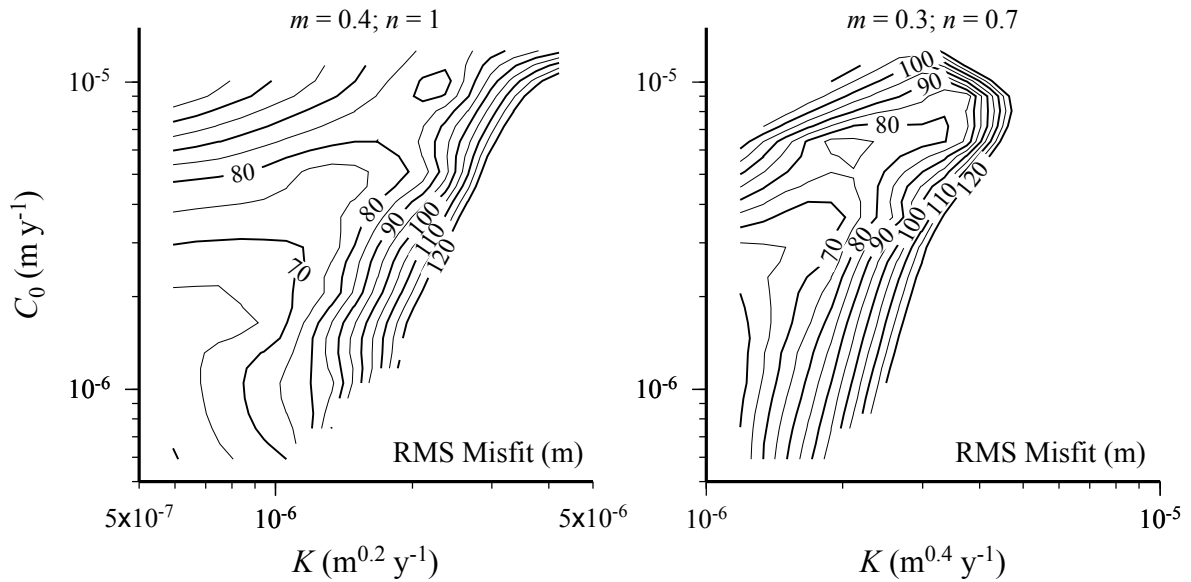 m = 0.4; n = 1
10⁻⁵
10⁻⁶
C₀ (m y⁻¹)
80
70
80
90
100
110
120
RMS Misfit (m)
5x10⁻⁷
10⁻⁶
5x10⁻⁶
K (m⁰·² y⁻¹)
m = 0.3; n = 0.7
10⁻⁵
10⁻⁶
100
90
80
70
80
90
100
110
120
RMS Misfit (m)
10⁻⁶
10⁻⁵
K (m⁰·⁴ y⁻¹)